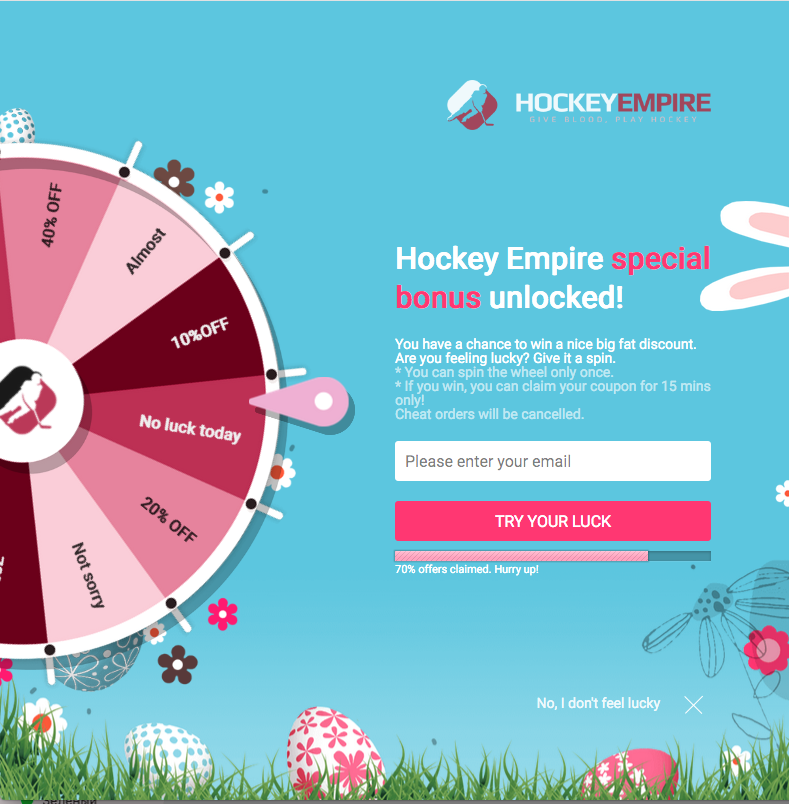 HOCKEYEMPIRE
GIVE BLOOG, PLAY HOCKEY
40% OFF
Almost
10%OFF
No luck today
20% OFF
Not sorry
Hockey Empire special
bonus unlocked!
You have a chance to win a nice big fat discount.
Are you feeling lucky? Give it a spin.
* You can spin the wheel only once.
* If you win, you can claim your coupon for 15 mins
only!
Cheat orders will be cancelled.
Please enter your email
TRY YOUR LUCK
70% offers claimed. Hurry up!
No, I don't feel lucky